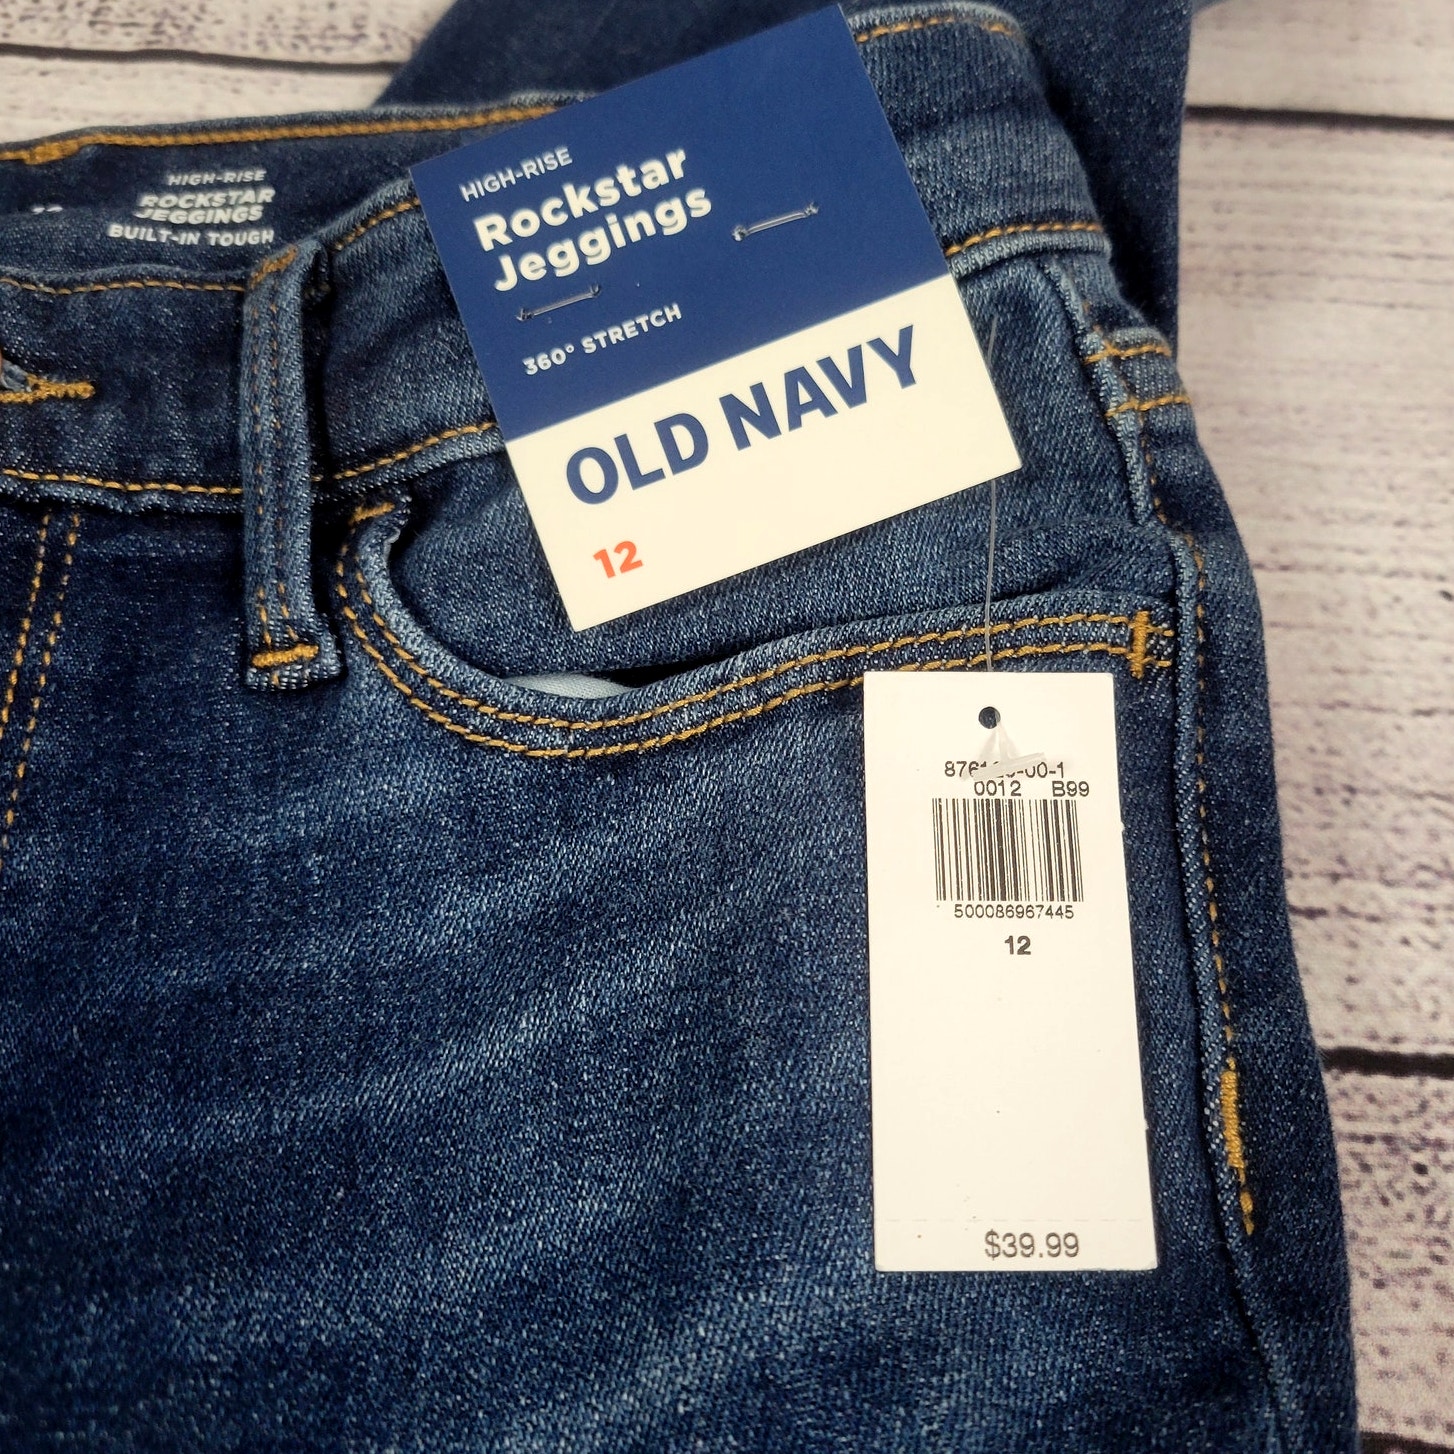 HIGH-RISE
ROCKSTAR
JEGGINGS
BUILT-IN TOUGH
HIGH-RISE
Rockstar
Jeggings
360° STRETCH
OLD NAVY
12
0012 B99
500086967445
12
$39.99